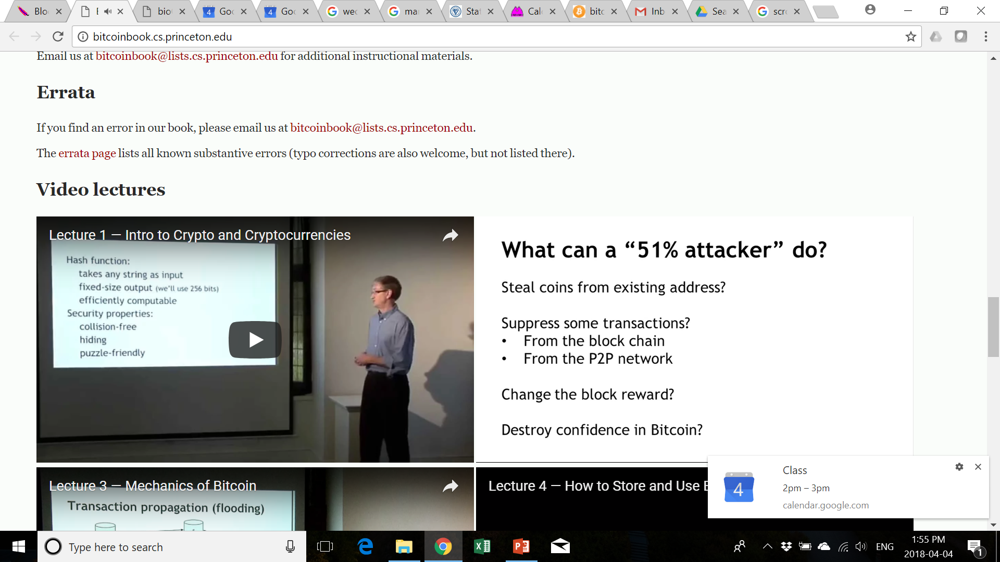 Blo
E
bio
4 Goo
4 Goo
wec
mai
Stat
Cale
bitc
Inb
Sea
scro
bitcoinbook.cs.princeton.edu
Email us at bitcoinbook@lists.cs.princeton.edu for additional instructional materials.
Errata
If you find an error in our book, please email us at bitcoinbook@lists.cs.princeton.edu.
The errata page lists all known substantive errors (typo corrections are also welcome, but not listed there).
Video lectures
Lecture 1 — Intro to Crypto and Cryptocurrencies
Hash function:
takes any string as input
fixed-size output (we'll use 256 bits)
efficiently computable
Security properties:
collision-free
hiding
puzzle-friendly
What can a “51% attacker” do?
Steal coins from existing address?
Suppress some transactions?
• From the block chain
• From the P2P network
Change the block reward?
Destroy confidence in Bitcoin?
Lecture 3 — Mechanics of Bitcoin
Transaction propagation (flooding)
Lecture 4 — How to Store and Use B
4
Class
2pm – 3pm
calendar.google.com
Type here to search
ENG
1:55 PM
2018-04-04
1